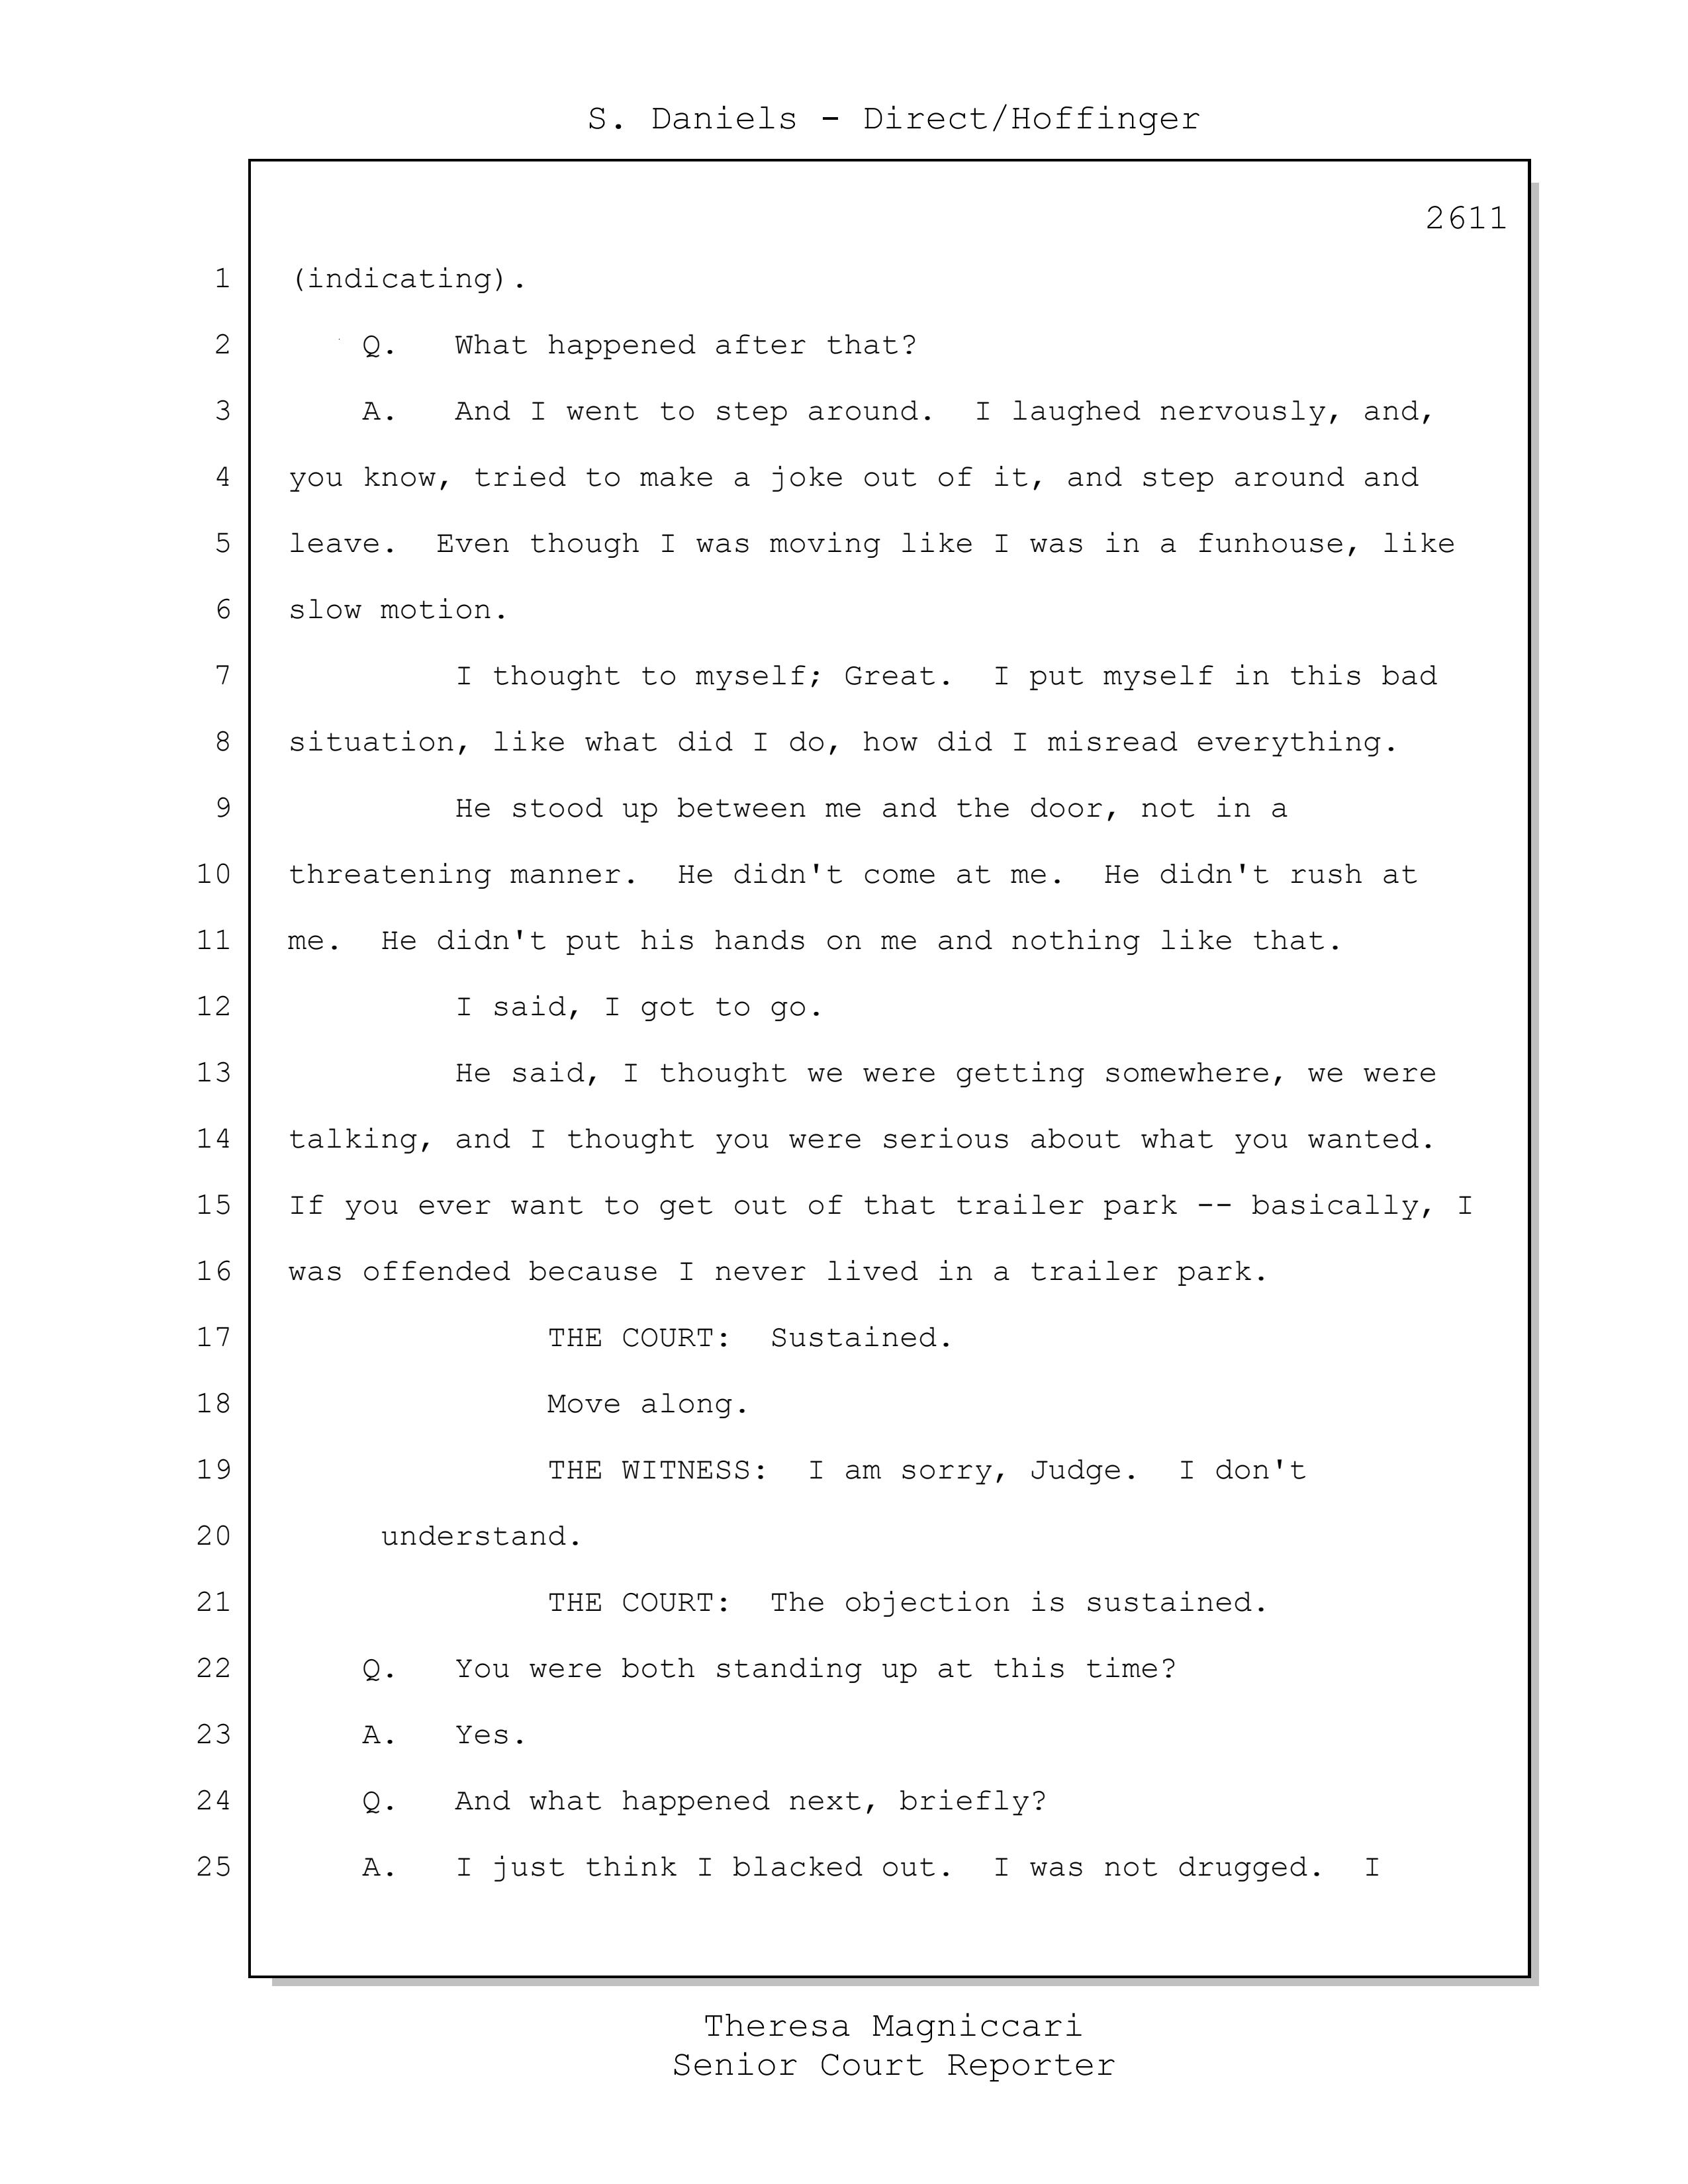 S. Daniels - Direct/Hoffinger
2611
1 (indicating).
2 Q. What happened after that?
3 A. And I went to step around. I laughed nervously, and,
4 you know, tried to make a joke out of it, and step around and
5 leave. Even though I was moving like I was in a funhouse, like
6 slow motion.
7 I thought to myself; Great. I put myself in this bad
8 situation, like what did I do, how did I misread everything.
9 He stood up between me and the door, not in a
10 threatening manner. He didn't come at me. He didn't rush at
11 me. He didn't put his hands on me and nothing like that.
12 I said, I got to go.
13 He said, I thought we were getting somewhere, we were
14 talking, and I thought you were serious about what you wanted.
15 If you ever want to get out of that trailer park -- basically, I
16 was offended because I never lived in a trailer park.
17 THE COURT: Sustained.
18 Move along.
19 THE WITNESS: I am sorry, Judge. I don't
20 understand.
21 THE COURT: The objection is sustained.
22 Q. You were both standing up at this time?
23 A. Yes.
24 Q. And what happened next, briefly?
25 A. I just think I blacked out. I was not drugged. I
Theresa Magniccari
Senior Court Reporter